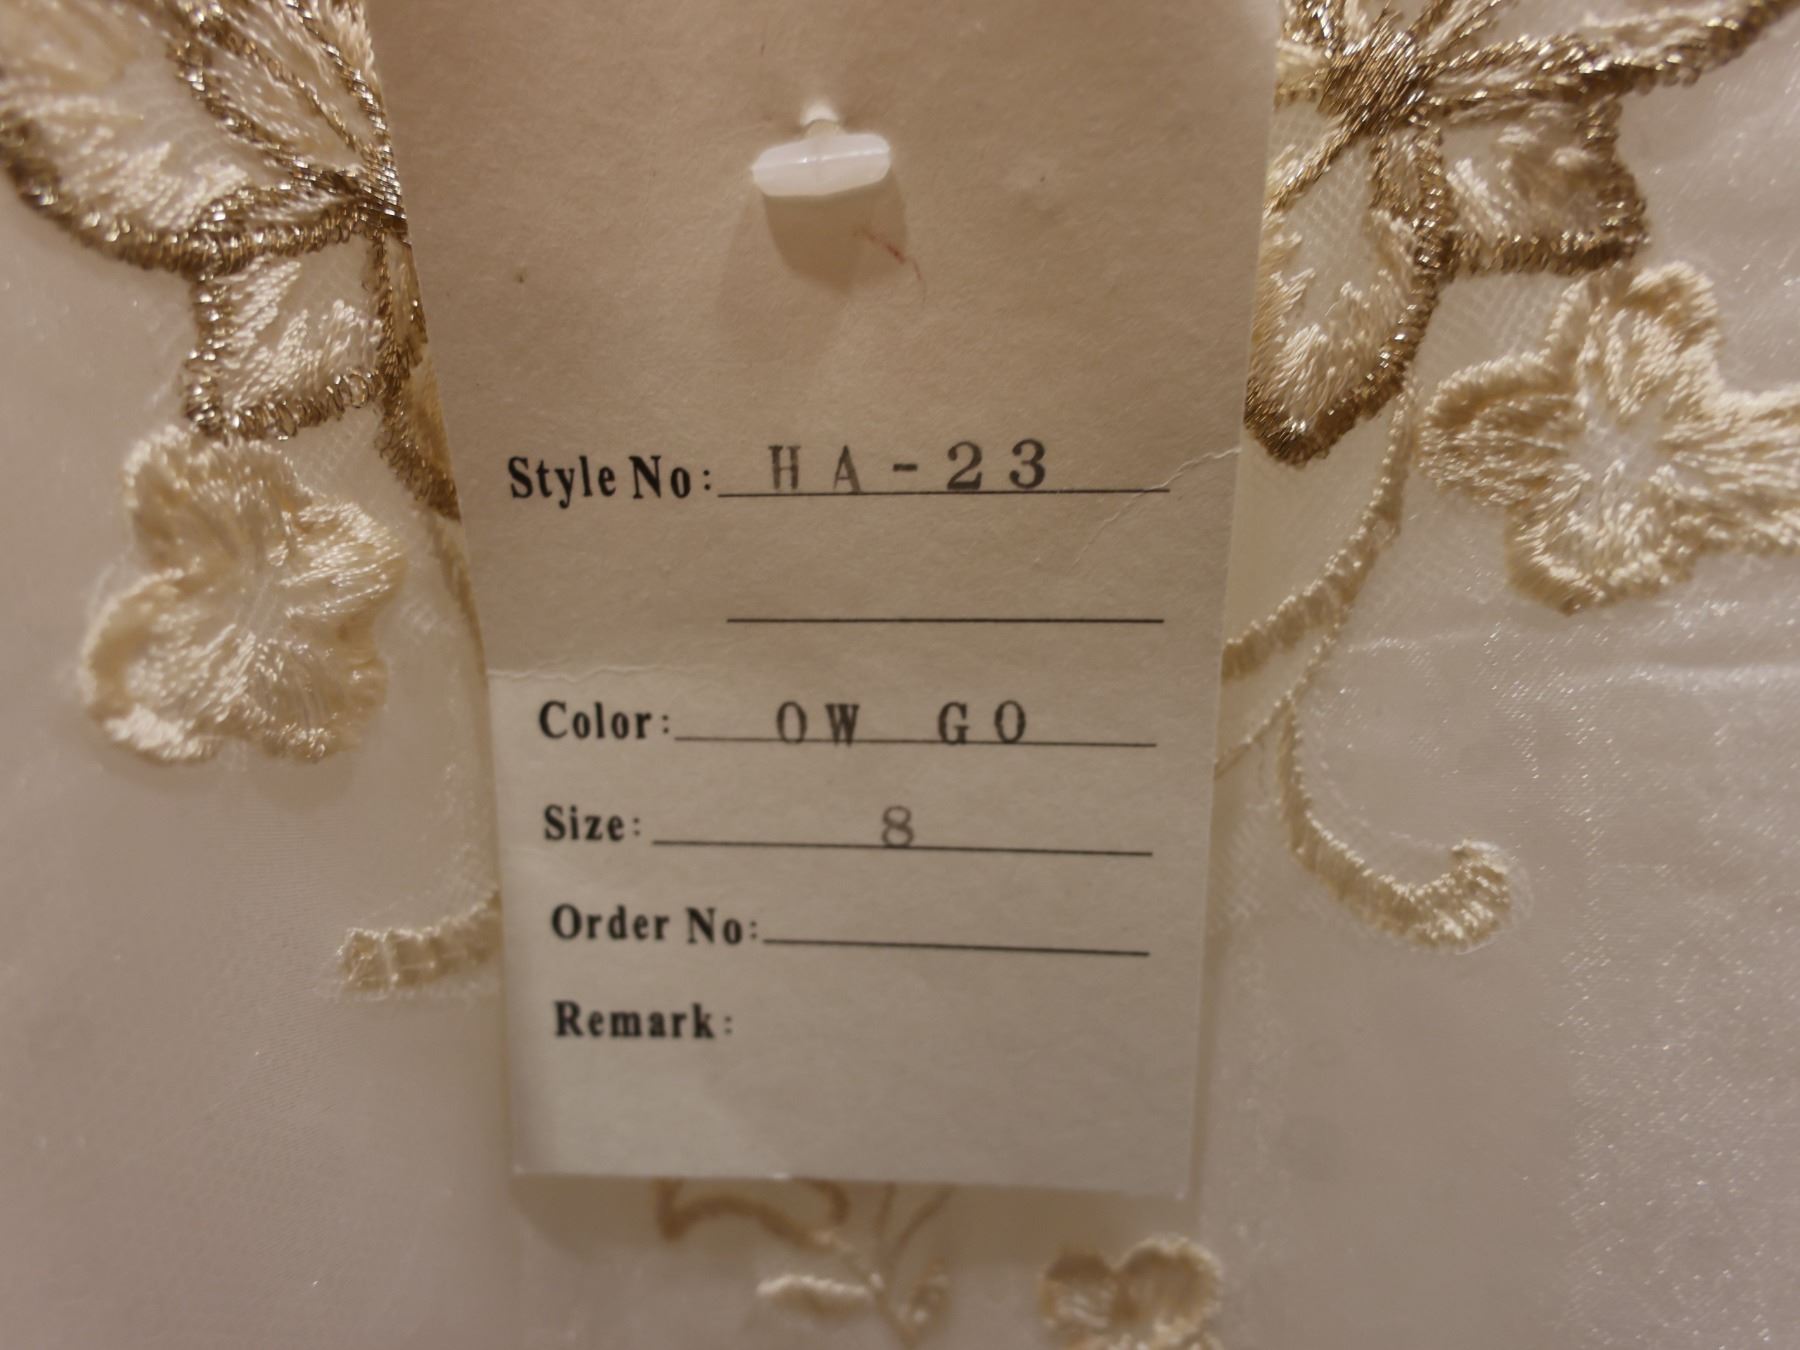 Style No: HA-23
Color: OW GO
Size: 8
Order No:
Remark: